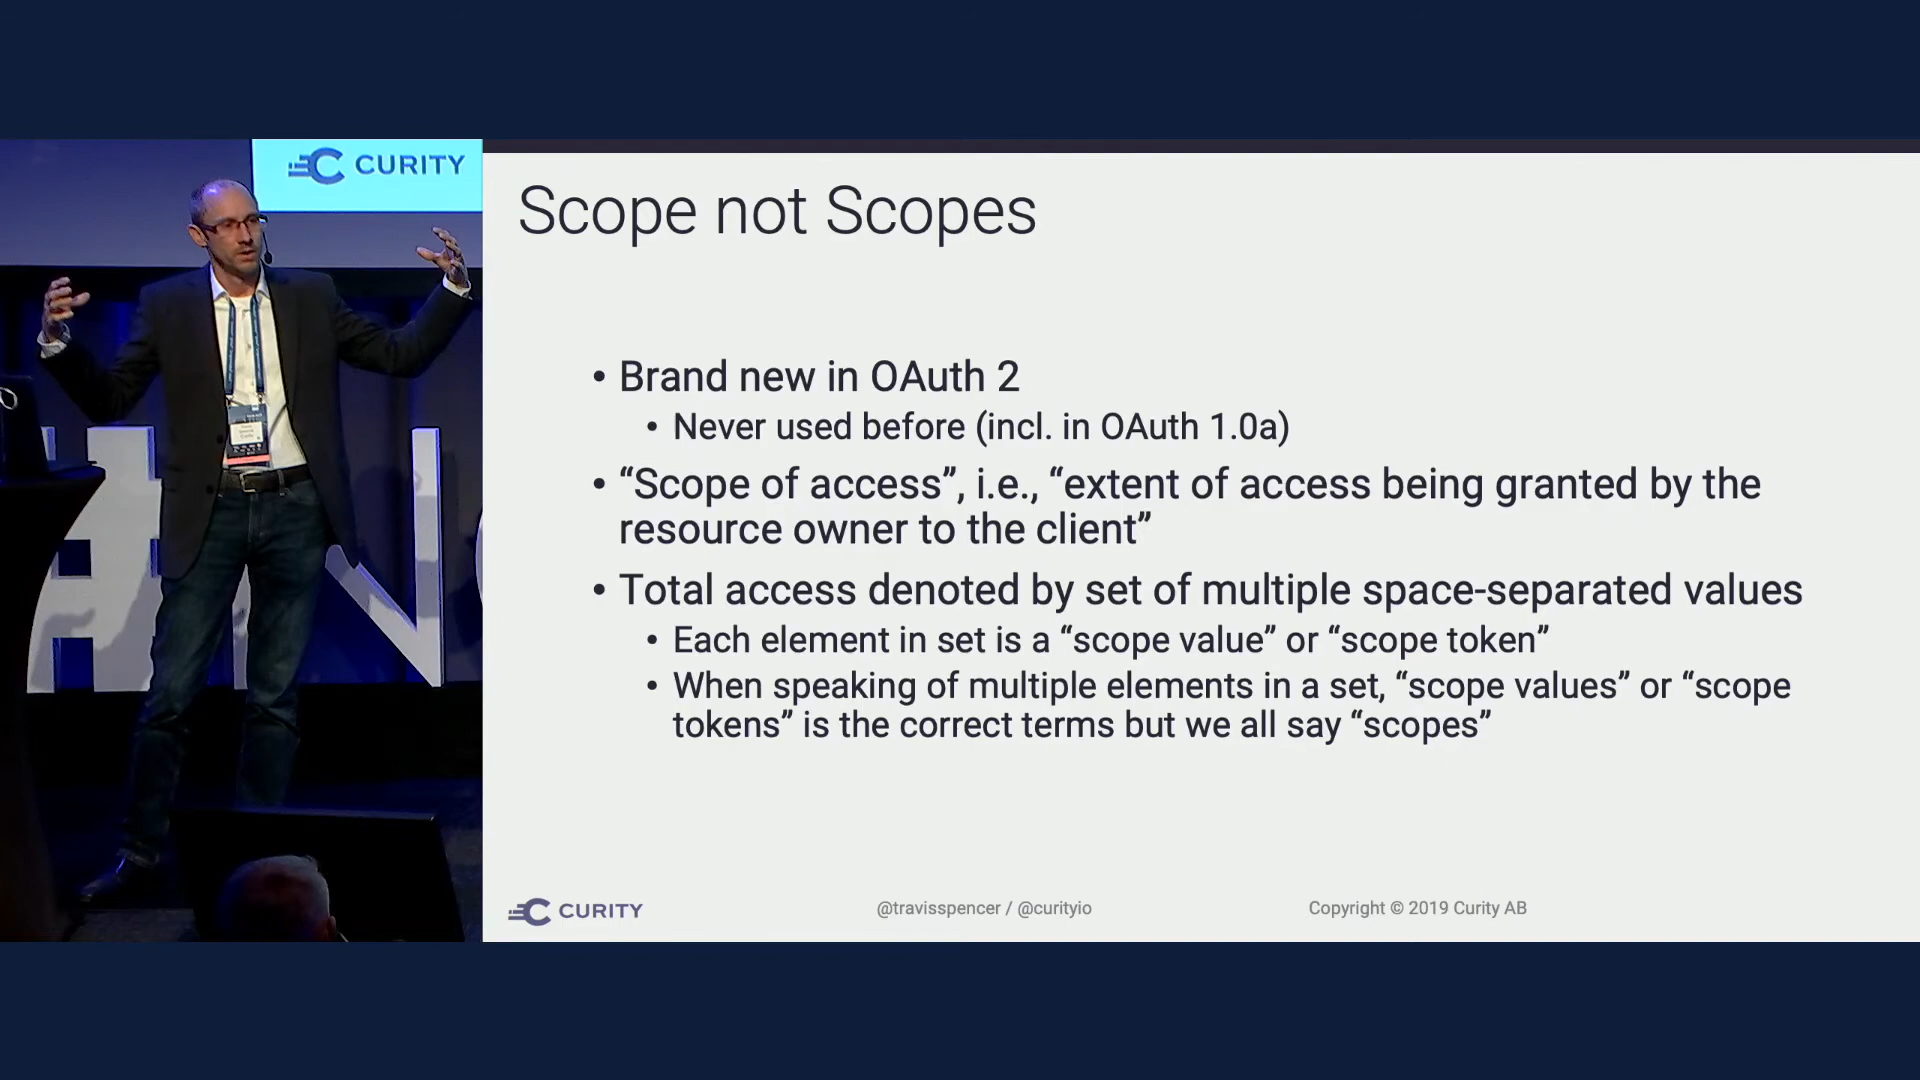 CURITY
Scope not Scopes
• Brand new in OAuth 2
• Never used before (incl. in OAuth 1.0a)
• “Scope of access”, i.e., “extent of access being granted by the
resource owner to the client”
• Total access denoted by set of multiple space-separated values
• Each element in set is a “scope value” or “scope token”
• When speaking of multiple elements in a set, “scope values” or “scope
tokens” is the correct terms but we all say “scopes”
CURITY
@travisspencer / @curityio
Copyright © 2019 Curity AB